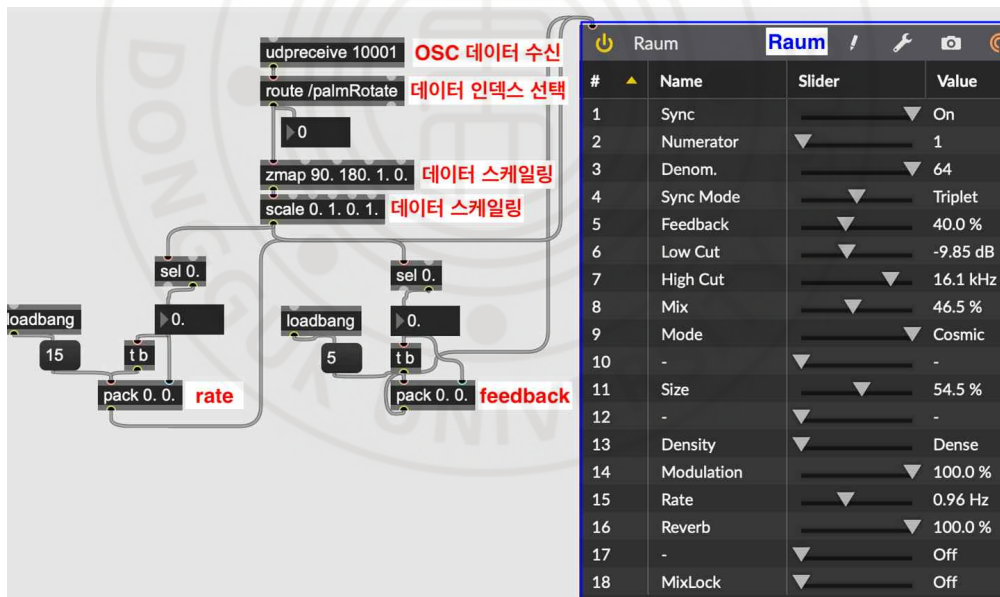 udpreceive 10001 OSC 데이터 수신
route /palmRotate 데이터 인덱스 선택
0
zmap 90. 180. 1. 0. 데이터 스케일링
scale 0. 1. 0. 1. 데이터 스케일링
sel 0.
sel 0.
loadbang
0.
loadbang
0.
15
t b
5
t b
pack 0. 0. rate
pack 0. 0. feedback
Raum Raum
# Name Slider Value
1 Sync On
2 Numerator 1
3 Denom. 64
4 Sync Mode Triplet
5 Feedback 40.0 %
6 Low Cut -9.85 dB
7 High Cut 16.1 kHz
8 Mix 46.5 %
9 Mode Cosmic
10 - -
11 Size 54.5 %
12 - -
13 Density Dense
14 Modulation 100.0 %
15 Rate 0.96 Hz
16 Reverb 100.0 %
17 - Off
18 MixLock Off
DONGGUK UNIV